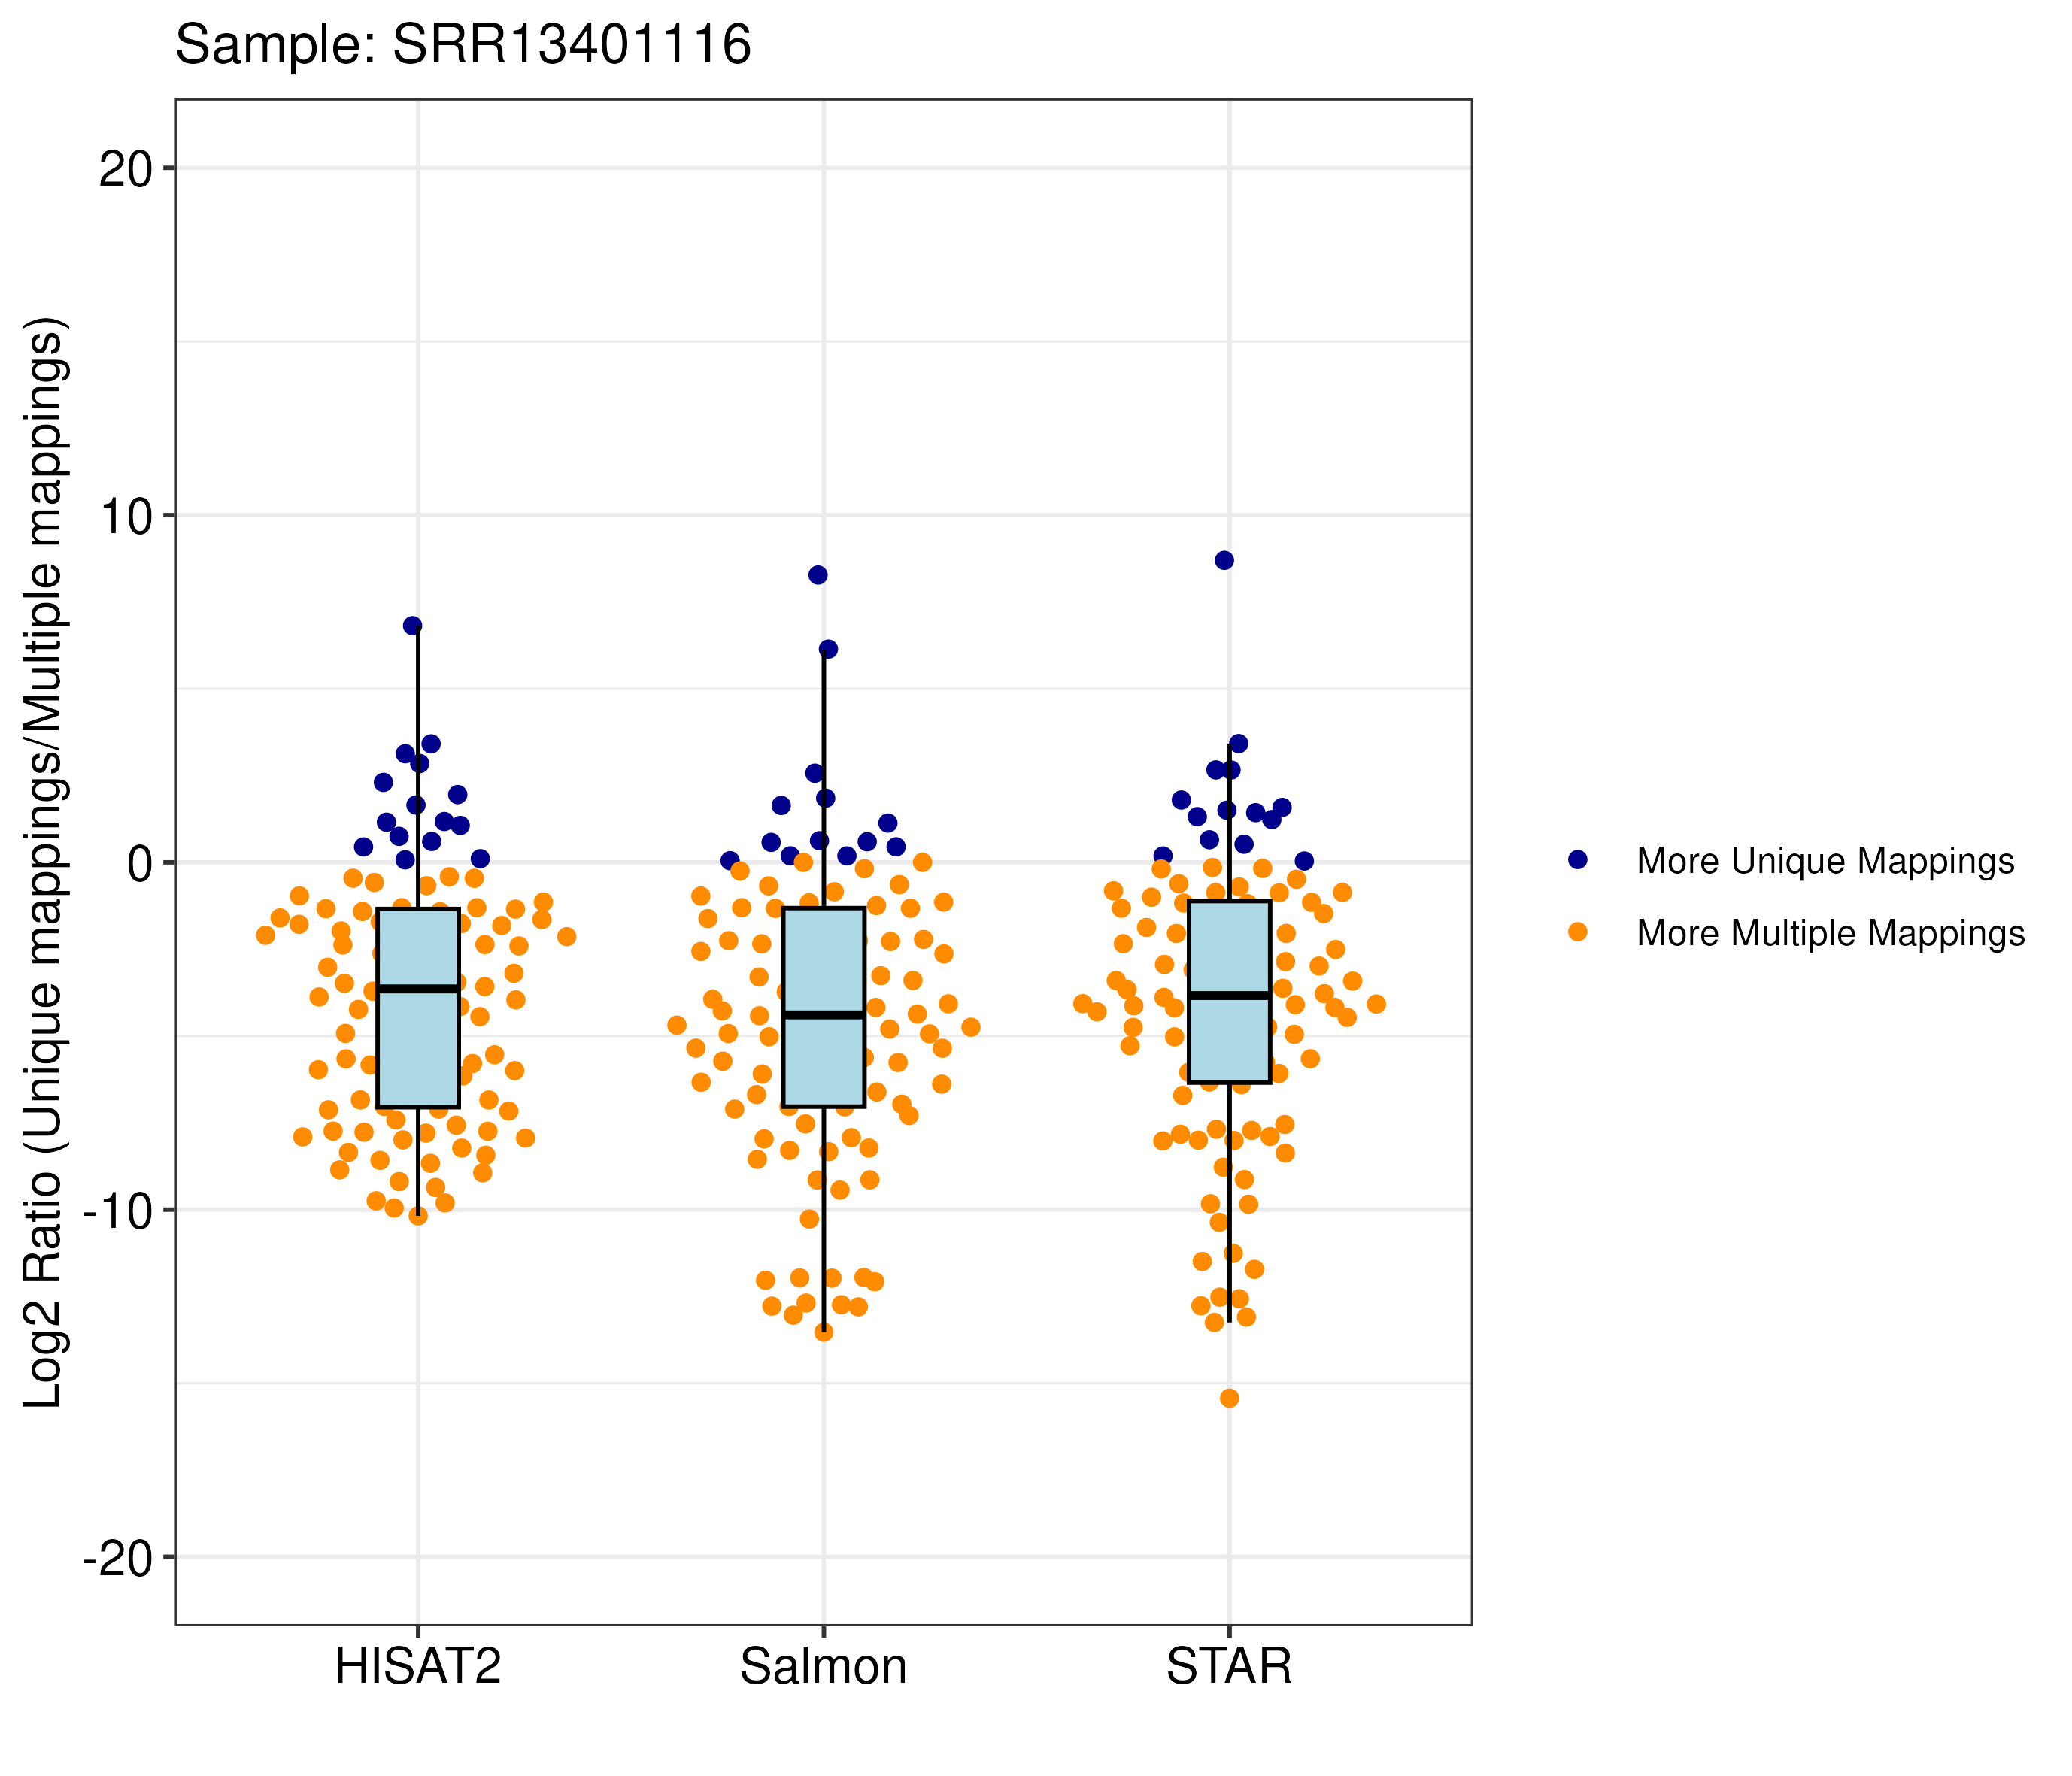 Sample: SRR13401116
Log2 Ratio (Unique mappings/Multiple mappings)
20
10
0
-10
-20
HISAT2
Salmon
STAR
More Unique Mappings
More Multiple Mappings